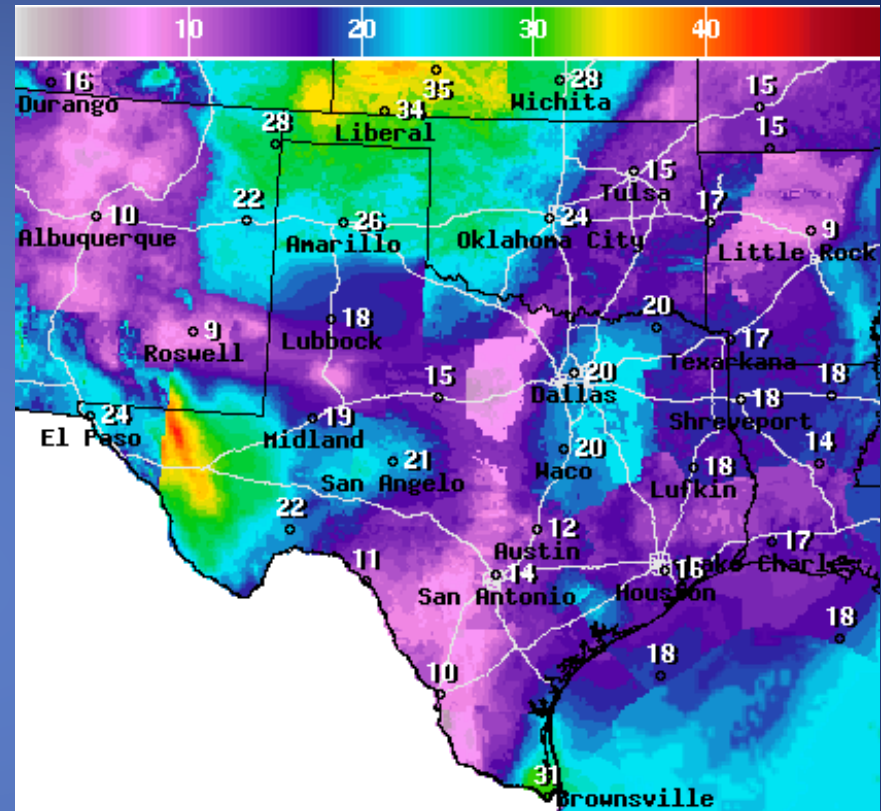 10 20 30 40
16
Durango
35
28
Wichita
34
Liberal
15
15
28
15
Tulsa
10
Albuquerque
22
26
Amarillo
24
Oklahoma City
17
9
Little Rock
9
Roswell
18
Lubbock
20
17
Texarkana
20
Dallas
15
18
Shreveport
18
24
El Paso
19
Midland
21
San Angelo
20
Waco
18
Lufkin
14
22
12
Austin
17
Lake Charles
11
14
San Antonio
16
Houston
18
18
10
31
Brownsville